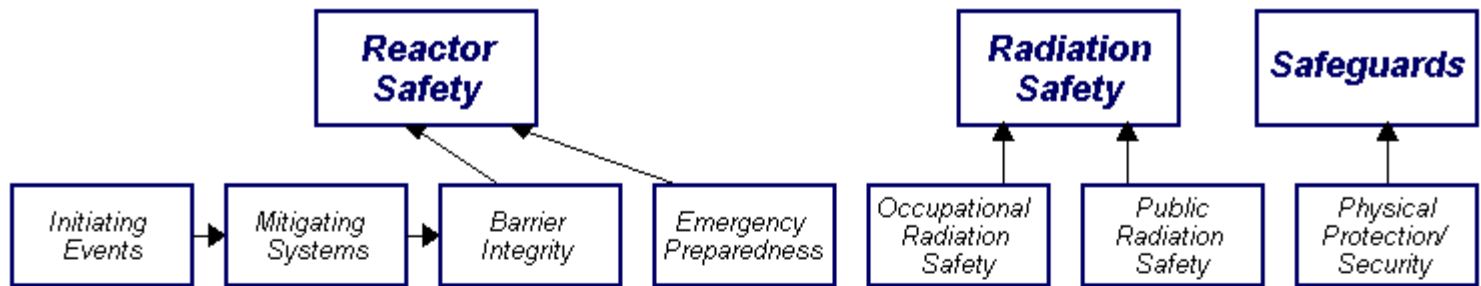 Reactor
Safety
Radiation
Safety
Safeguards
Initiating
Events
Mitigating
Systems
Barrier
Integrity
Emergency
Preparedness
Occupational
Radiation
Safety
Public
Radiation
Safety
Physical
Protection/
Security